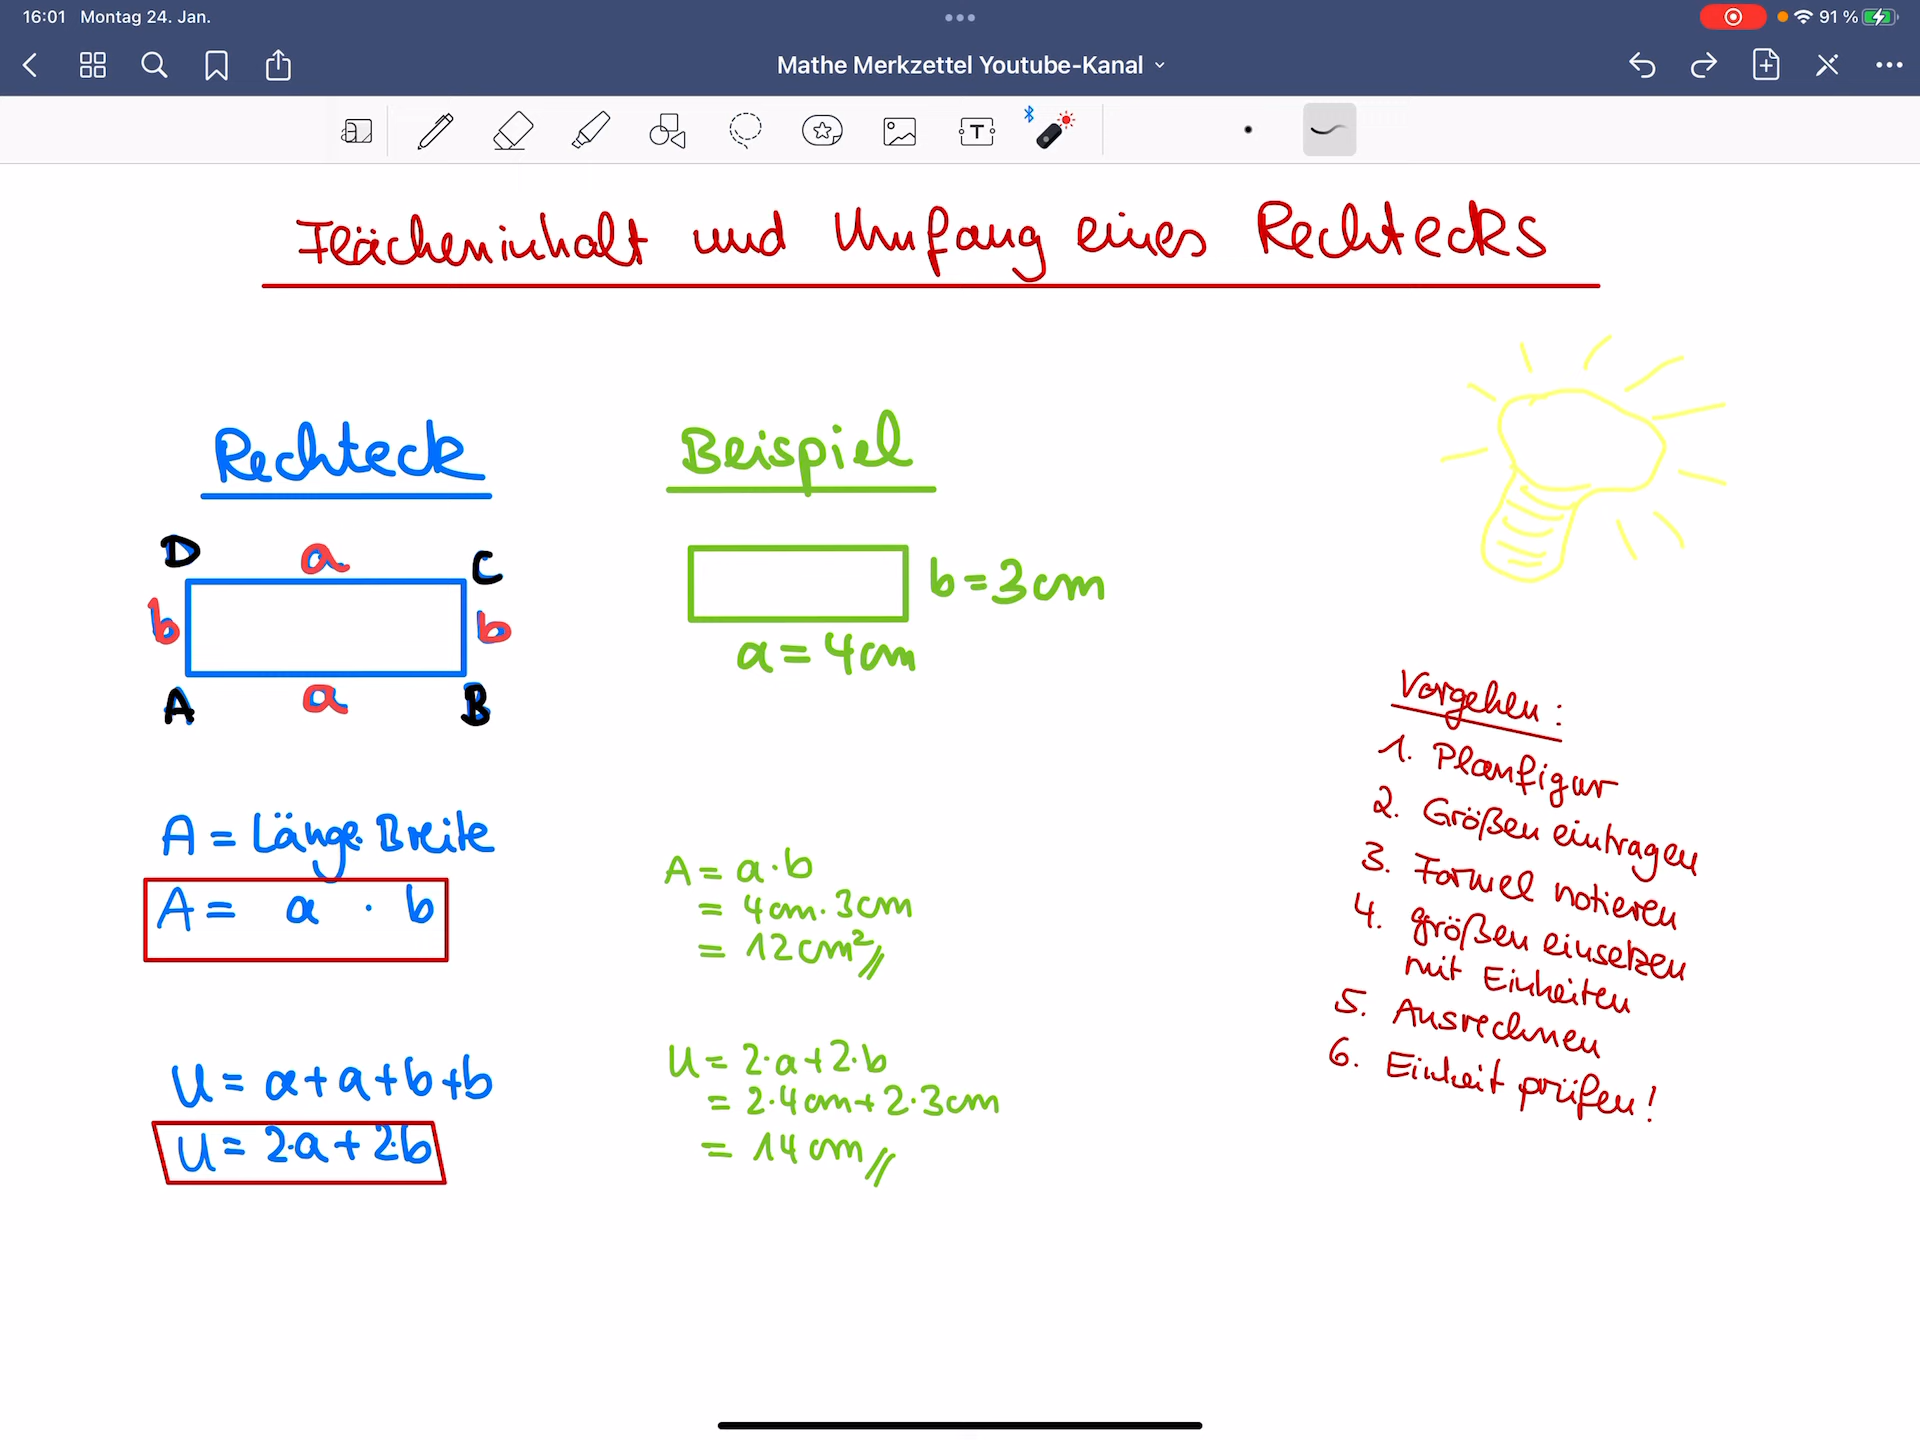 16:01 Montag 24. Jan.
91 %
Mathe Merkzettel Youtube-Kanal
T
Flächeninhalt und Umfang eines Rechtecks
Rechteck
D a C
b b
A a B
A = Länge · Breite
A = a · b
U = a+a+b+b
U = 2·a + 2·b
Beispiel
b = 3cm
a = 4cm
A = a · b
= 4cm · 3cm
= 12cm²
U = 2·a + 2·b
= 2·4cm + 2·3cm
= 14cm
Vorgehen:
1. Planfigur
2. Größen eintragen
3. Formel notieren
4. größen einsetzen
mit Einheiten
5. Ausrechnen
6. Einheit prüfen!